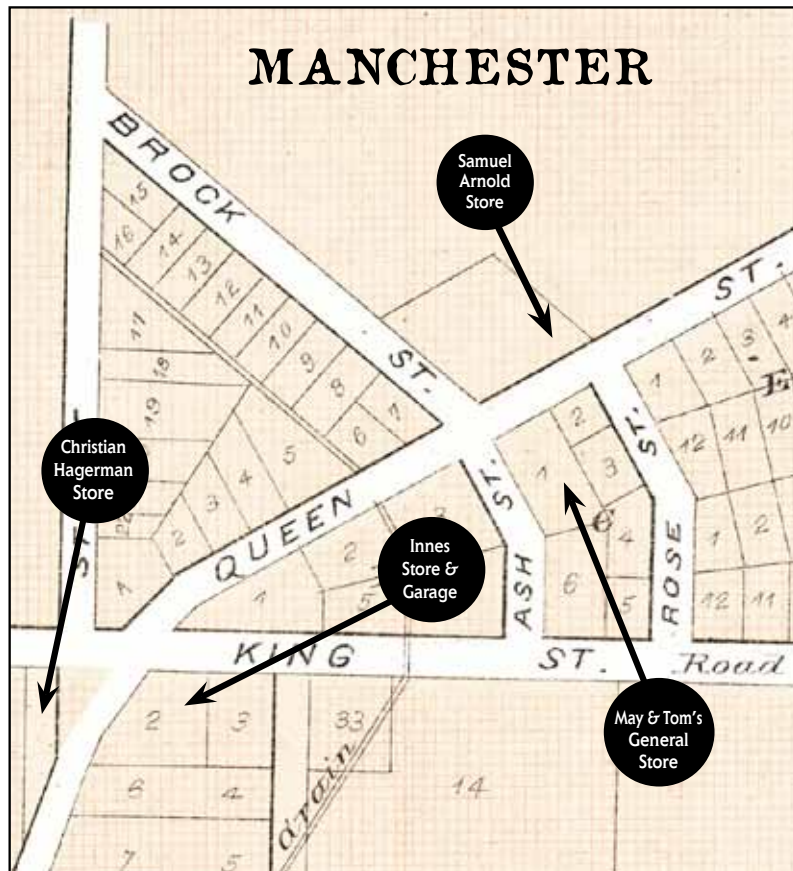 MANCHESTER
BROCK
ST.
Samuel
Arnold
Store
ST.
15
16
14
13
12
11
10
9
8
7
6
17
18
19
5
4
3
2
1
1
2
3
4
E
12
11
10
2
1
3
ST.
ST.
Christian
Hagerman
Store
QUEEN
2
1
5
Innes
Store &
Garage
ASH
C
4
6
5
ROSE
1
2
12
11
KING
ST.
Road
2
3
33
6
4
drain
14
7
5
May & Tom's
General
Store